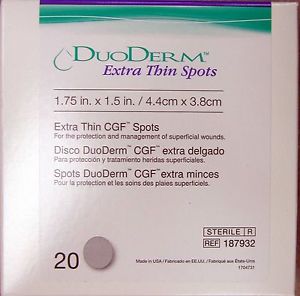 DUODERM™
Extra Thin Spots
1.75 in. x 1.5 in. / 4.4cm x 3.8cm
Extra Thin CGF™ Spots
For the protection and management of superficial wounds.
Disco DuoDerm™ CGF™ extra delgado
Para protección y tratamiento heridas superficiales.
Spots DuoDerm™ CGF™ extra minces
Pour la protection et les soins des plaies superficiels.
STERILE R
REF 187932
20
Made in USA / Fabricado en EE.UU. / Fabriqué aux États-Unis
1704731